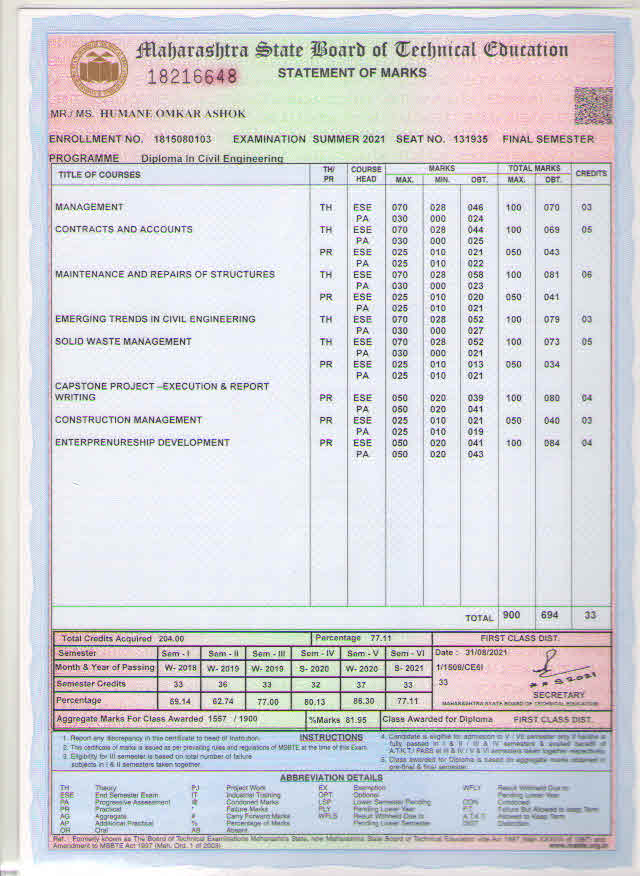 Maharashtra State Board of Technical Education
18216648 STATEMENT OF MARKS
MR./ MS. HUMANE OMKAR ASHOK
ENROLLMENT NO. 1815080103 EXAMINATION SUMMER 2021 SEAT NO. 131935 FINAL SEMESTER
PROGRAMME Diploma In Civil Engineering
TITLE OF COURSES TH/ PR COURSE HEAD MARKS MAX. MIN. OBT. TOTAL MARKS MAX. OBT. CREDITS
MANAGEMENT TH ESE 070 028 046 100 070 03
PA 030 000 024
CONTRACTS AND ACCOUNTS TH ESE 070 028 044 100 069 05
PA 030 000 025
PR ESE 025 010 021 050 043
PA 025 010 022
MAINTENANCE AND REPAIRS OF STRUCTURES TH ESE 070 028 058 100 081 06
PA 030 000 023
PR ESE 025 010 020 050 041
PA 025 010 021
EMERGING TRENDS IN CIVIL ENGINEERING TH ESE 070 028 052 100 079 03
PA 030 000 027
SOLID WASTE MANAGEMENT TH ESE 070 028 052 100 073 05
PA 030 000 021
PR ESE 025 010 013 050 034
PA 025 010 021
CAPSTONE PROJECT –EXECUTION & REPORT
WRITING PR ESE 050 020 039 100 080 04
PA 050 020 041
CONSTRUCTION MANAGEMENT PR ESE 025 010 021 050 040 03
PA 025 010 019
ENTERPRENURESHIP DEVELOPMENT PR ESE 050 020 041 100 084 04
PA 050 020 043
TOTAL 900 694 33
Total Credits Acquired 204.00 Percentage 77.11 FIRST CLASS DIST.
Semester Sem - I Sem - II Sem - III Sem - IV Sem - V Sem - VI Date : 31/08/2021
Month & Year of Passing W- 2018 W- 2019 W- 2019 S- 2020 W- 2020 S- 2021 1/1508/CE6I
Semester Credits 33 36 33 32 37 33 33
Percentage 62.74 77.00 80.13 86.30 77.11
SECRETARY
MAHARASHTRA STATE BOARD OF TECHNICAL EDUCATION
Aggregate Marks For Class Awarded 1557 / 1900 %Marks 81.95 Class Awarded for Diploma FIRST CLASS DIST.
INSTRUCTIONS
1. Report any discrepancy in this certificate to head of Institution.
2. This certificate of marks is issued as per prevailing rules and regulations of MSBTE at the time of this Exam.
3. Eligibility for III semester is based on total number of failure
subjects in I & II semesters taken together.
4. Candidate is eligible for admission to V / VII semester only if he/she is
fully passed in I & II / III & IV semesters & availed benefit of
A.T.K.T./ PASS at III & IV / V & VI semesters taken together respectively.
5. Class awarded for Diploma is based on aggregate marks obtained in
pre-final & final semester.
ABBREVIATION DETAILS
TH Theory PJ Project Work EX Exemption WFLY Result Withheld Due to
ESE End Semester Exam IT Industrial Training OPT. Optional Pending Lower Year
PA Progressive Assessment @ Condoned Marks LSP Lower Semester Pending CON Condoned
PR Practical * Failure Marks PLY Pending Lower Year F.T. Failure But Allowed to Keep Term
AG Aggregate # Carry Forward Marks WFLS Result Withheld Due to A.T.K.T. Allowed to Keep Term
AP Additional Practical % Percentage of Marks Pending Lower Semester DIST Distinction
OR Oral AB Absent
Ref. : Formerly known as The Board of Technical Examinations Maharashtra State, now Maharashtra State Board of Technical Education vide Act 1997
Amendment to MSBTE Act 1997 (Mah. Ord. 1 of 2003) www.msbte.org.in